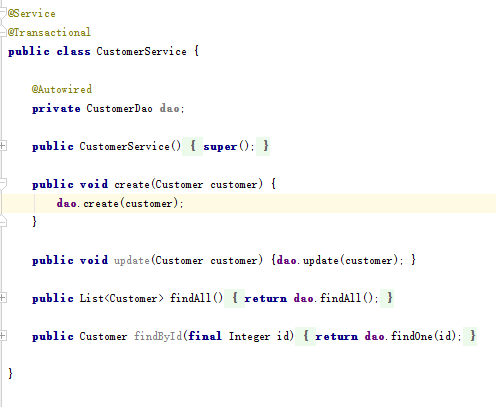 @Service
@Transactional
public class CustomerService {
@Autowired
private CustomerDao dao;
public CustomerService() { super(); }
public void create(Customer customer) {
dao.create(customer);
}
public void update(Customer customer) {dao.update(customer); }
public List<Customer> findAll() { return dao.findAll(); }
public Customer findById(final Integer id) { return dao.findOne(id); }
}